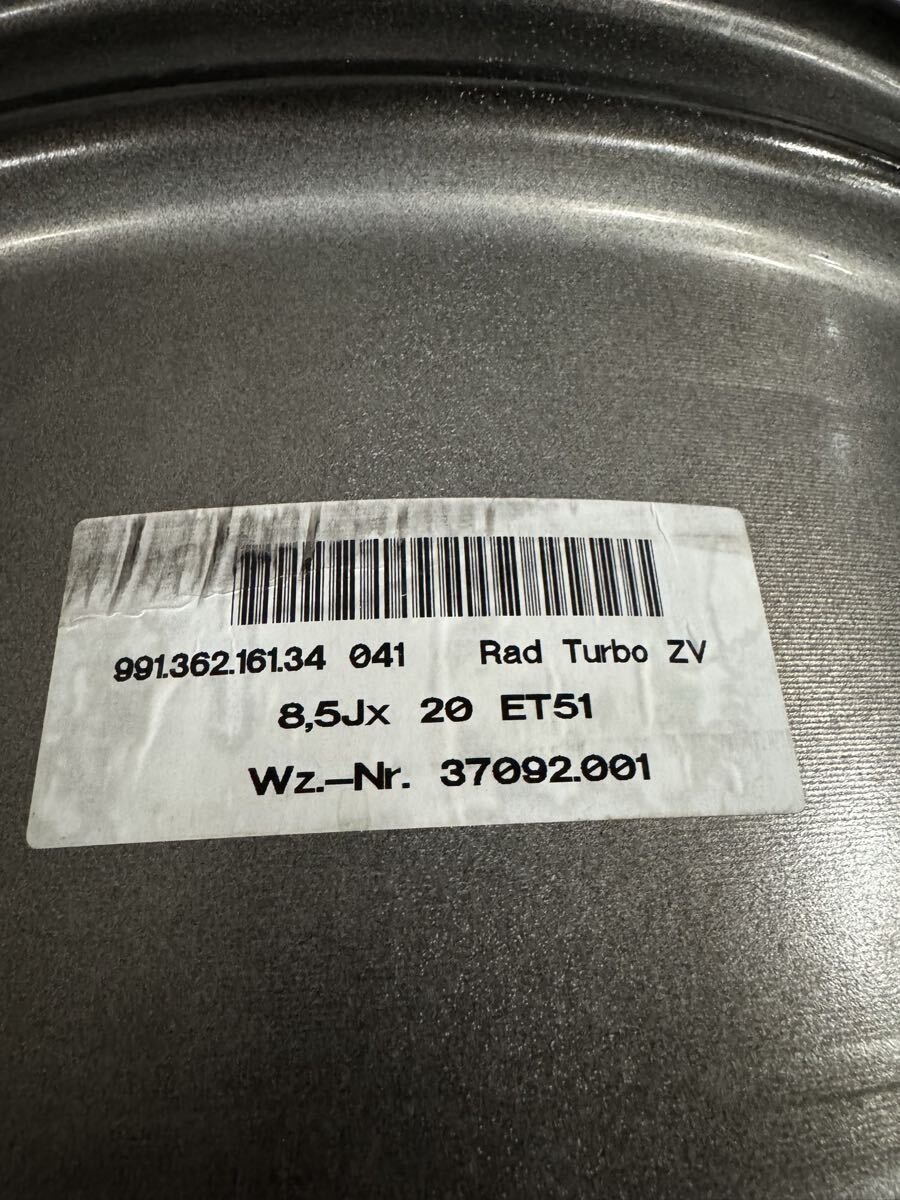 991.362.161.34 041 Rad Turbo ZV
8,5Jx 20 ET51
Wz.-Nr. 37092.001